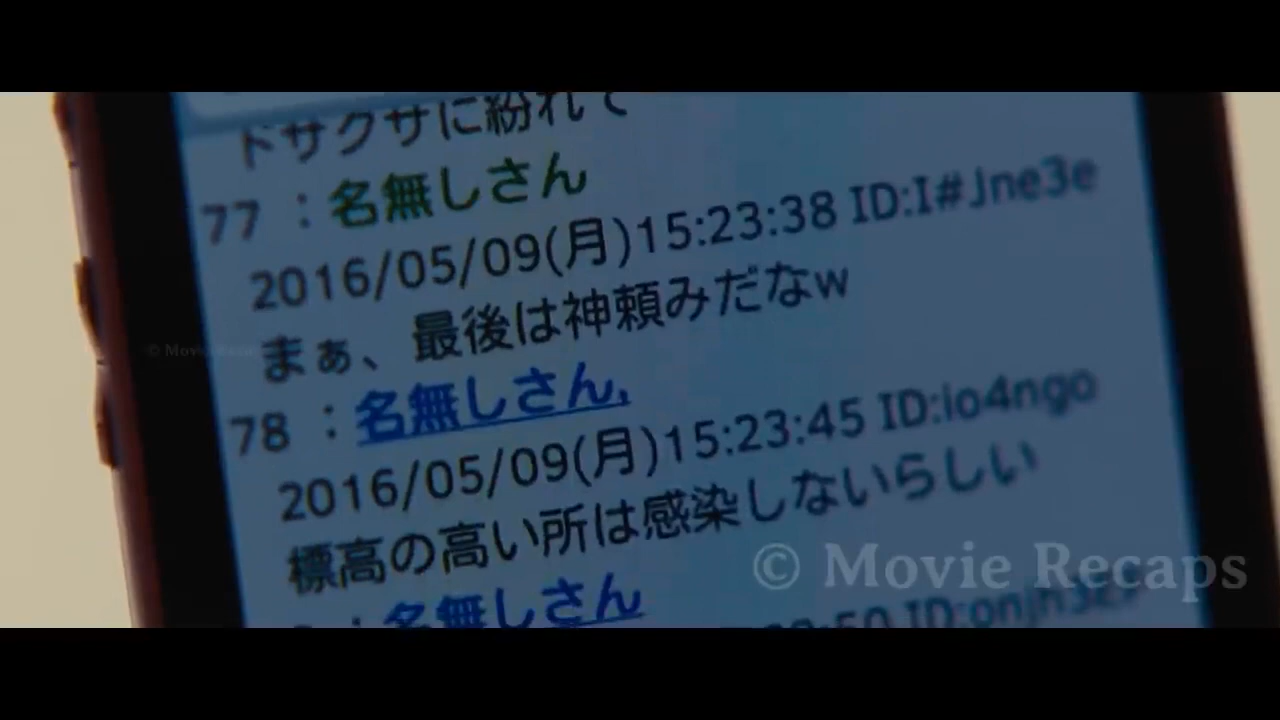 ドサクサに紛れて
77 : 名無しさん
2016/05/09(月)15:23:38 ID:I#Jne3e
まぁ、最後は神頼みだなw
78 : 名無しさん.
2016/05/09(月)15:23:45 ID:io4ngo
標高の高い所は感染しないらしい
名無しさん
© Movie Recaps